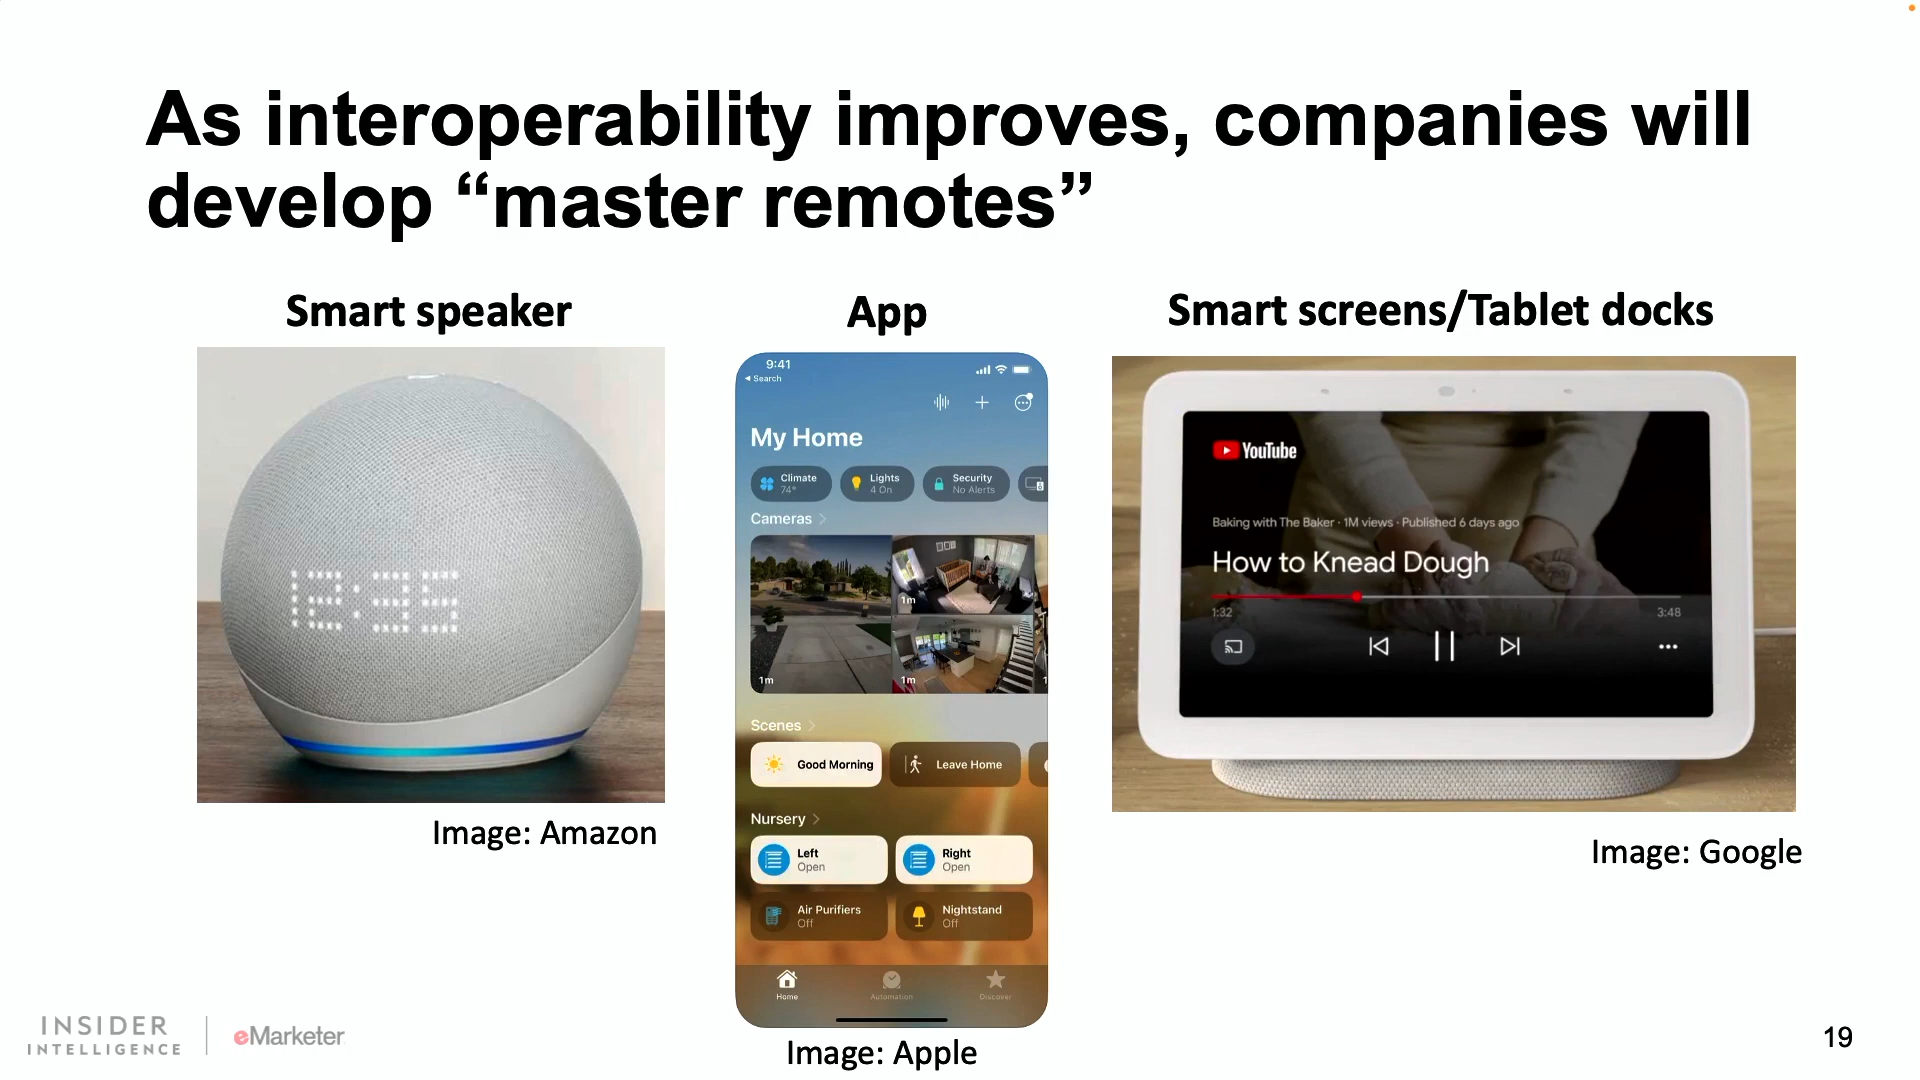 As interoperability improves, companies will
develop “master remotes”
Smart speaker
12:35
Image: Amazon
App
9:41
Search
My Home
Climate
74°
Lights
4 On
Security
No Alerts
Cameras
1m
1m
1m
Scenes
Good Morning
Leave Home
Nursery
Left
Open
Right
Open
Air Purifiers
Off
Nightstand
Off
Home
Automation
Discover
Image: Apple
Smart screens/Tablet docks
YouTube
Baking with The Baker · 1M views · Published 6 days ago
How to Knead Dough
1:32
3:48
Image: Google
INSIDER
INTELLIGENCE
eMarketer
19